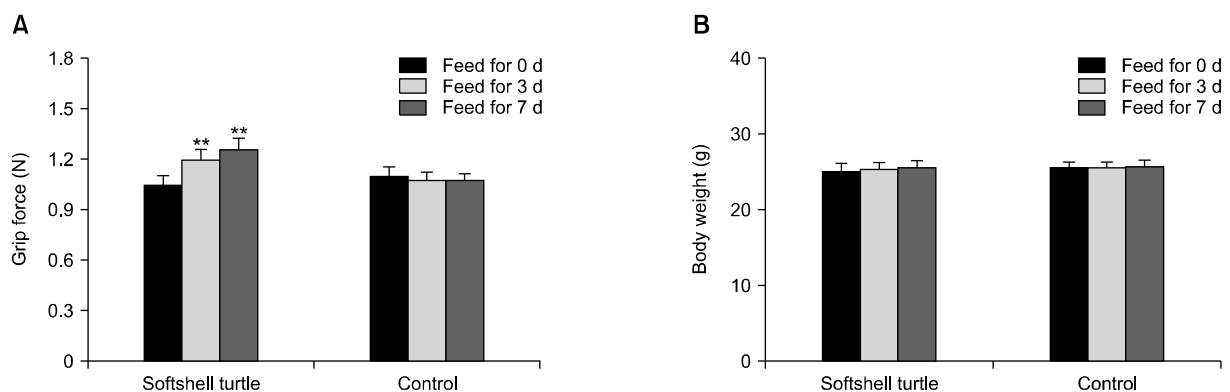 A
Grip force (N)
1.8
1.5
1.2
0.9
0.6
0.3
0
Feed for 0 d
Feed for 3 d
Feed for 7 d
**
**
Softshell turtle
Control
B
Body weight (g)
40
30
20
10
0
Feed for 0 d
Feed for 3 d
Feed for 7 d
Softshell turtle
Control